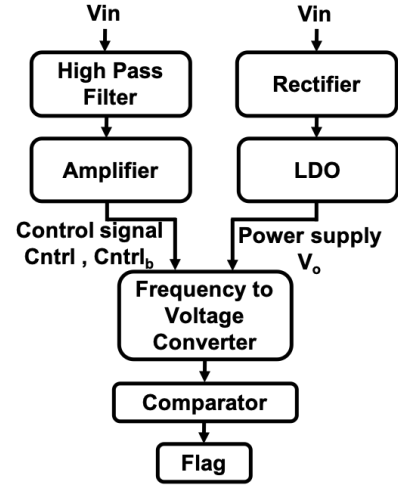 Vin
High Pass
Filter
Amplifier
Control signal
Cntrl , Cntrl_b
Vin
Rectifier
LDO
Power supply
V_o
Frequency to
Voltage
Converter
Comparator
Flag